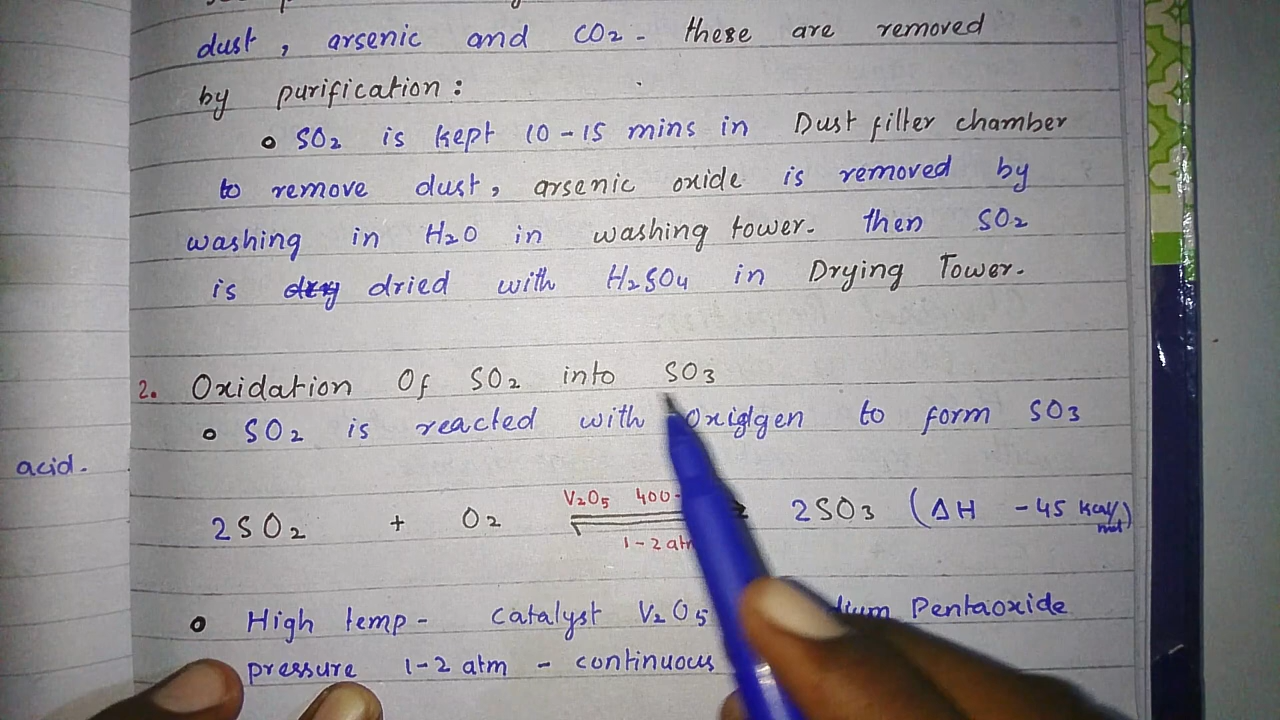 dust, arsenic and CO2. these are removed
by purification:
SO2 is kept 10-15 mins in Dust filter chamber
to remove dust, arsenic oxide is removed by
washing in H2O in washing tower. then SO2
is dried with H2SO4 in Drying Tower.
2. Oxidation Of SO2 into SO3
SO2 is reacted with Oxigen to form SO3
acid.
V2O5 400-
2SO2 + O2 2SO3 (ΔH -45 Kcal/mol)
1-2 atm
High temp- Catalyst V2O5 Pentaoxide
pressure 1-2 atm - continuous